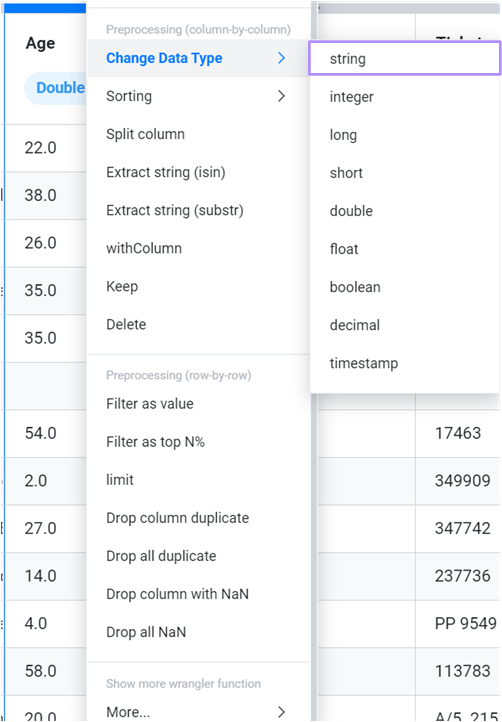 Age
Double
22.0
38.0
26.0
35.0
35.0
54.0
2.0
27.0
14.0
4.0
58.0
20.0
Preprocessing (column-by-column)
Change Data Type
Sorting
Split column
Extract string (isin)
Extract string (substr)
withColumn
Keep
Delete
Preprocessing (row-by-row)
Filter as value
Filter as top N%
limit
Drop column duplicate
Drop all duplicate
Drop column with NaN
Drop all NaN
Show more wrangler function
More...
string
integer
long
short
double
float
boolean
decimal
timestamp
17463
349909
347742
237736
PP 9549
113783
A/5. 215